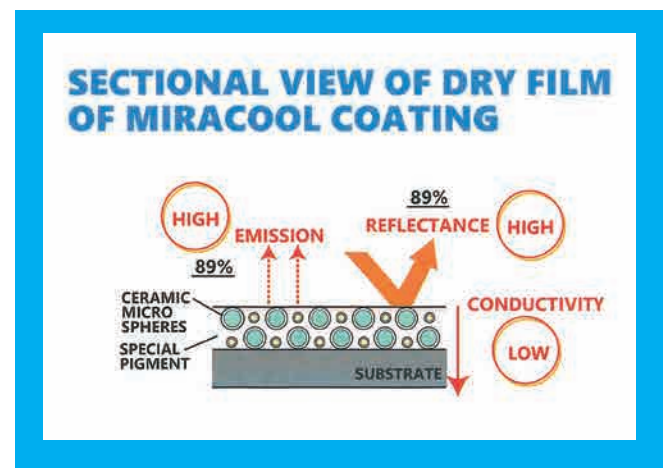 SECTIONAL VIEW OF DRY FILM
OF MIRACOOL COATING
HIGH
EMISSION
89%
89%
REFLECTANCE
HIGH
CERAMIC
MICRO
SPHERES
SPECIAL
PIGMENT
SUBSTRATE
CONDUCTIVITY
LOW